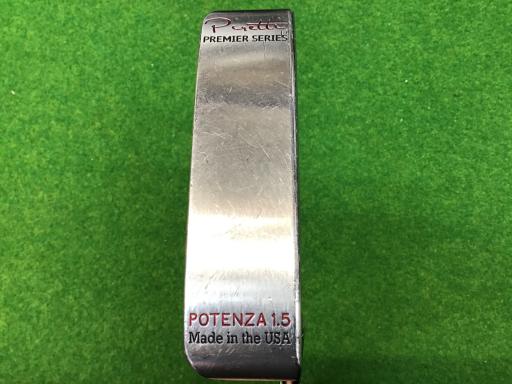 Piretti
PREMIER SERIES
POTENZA 1.5
Made in the USA